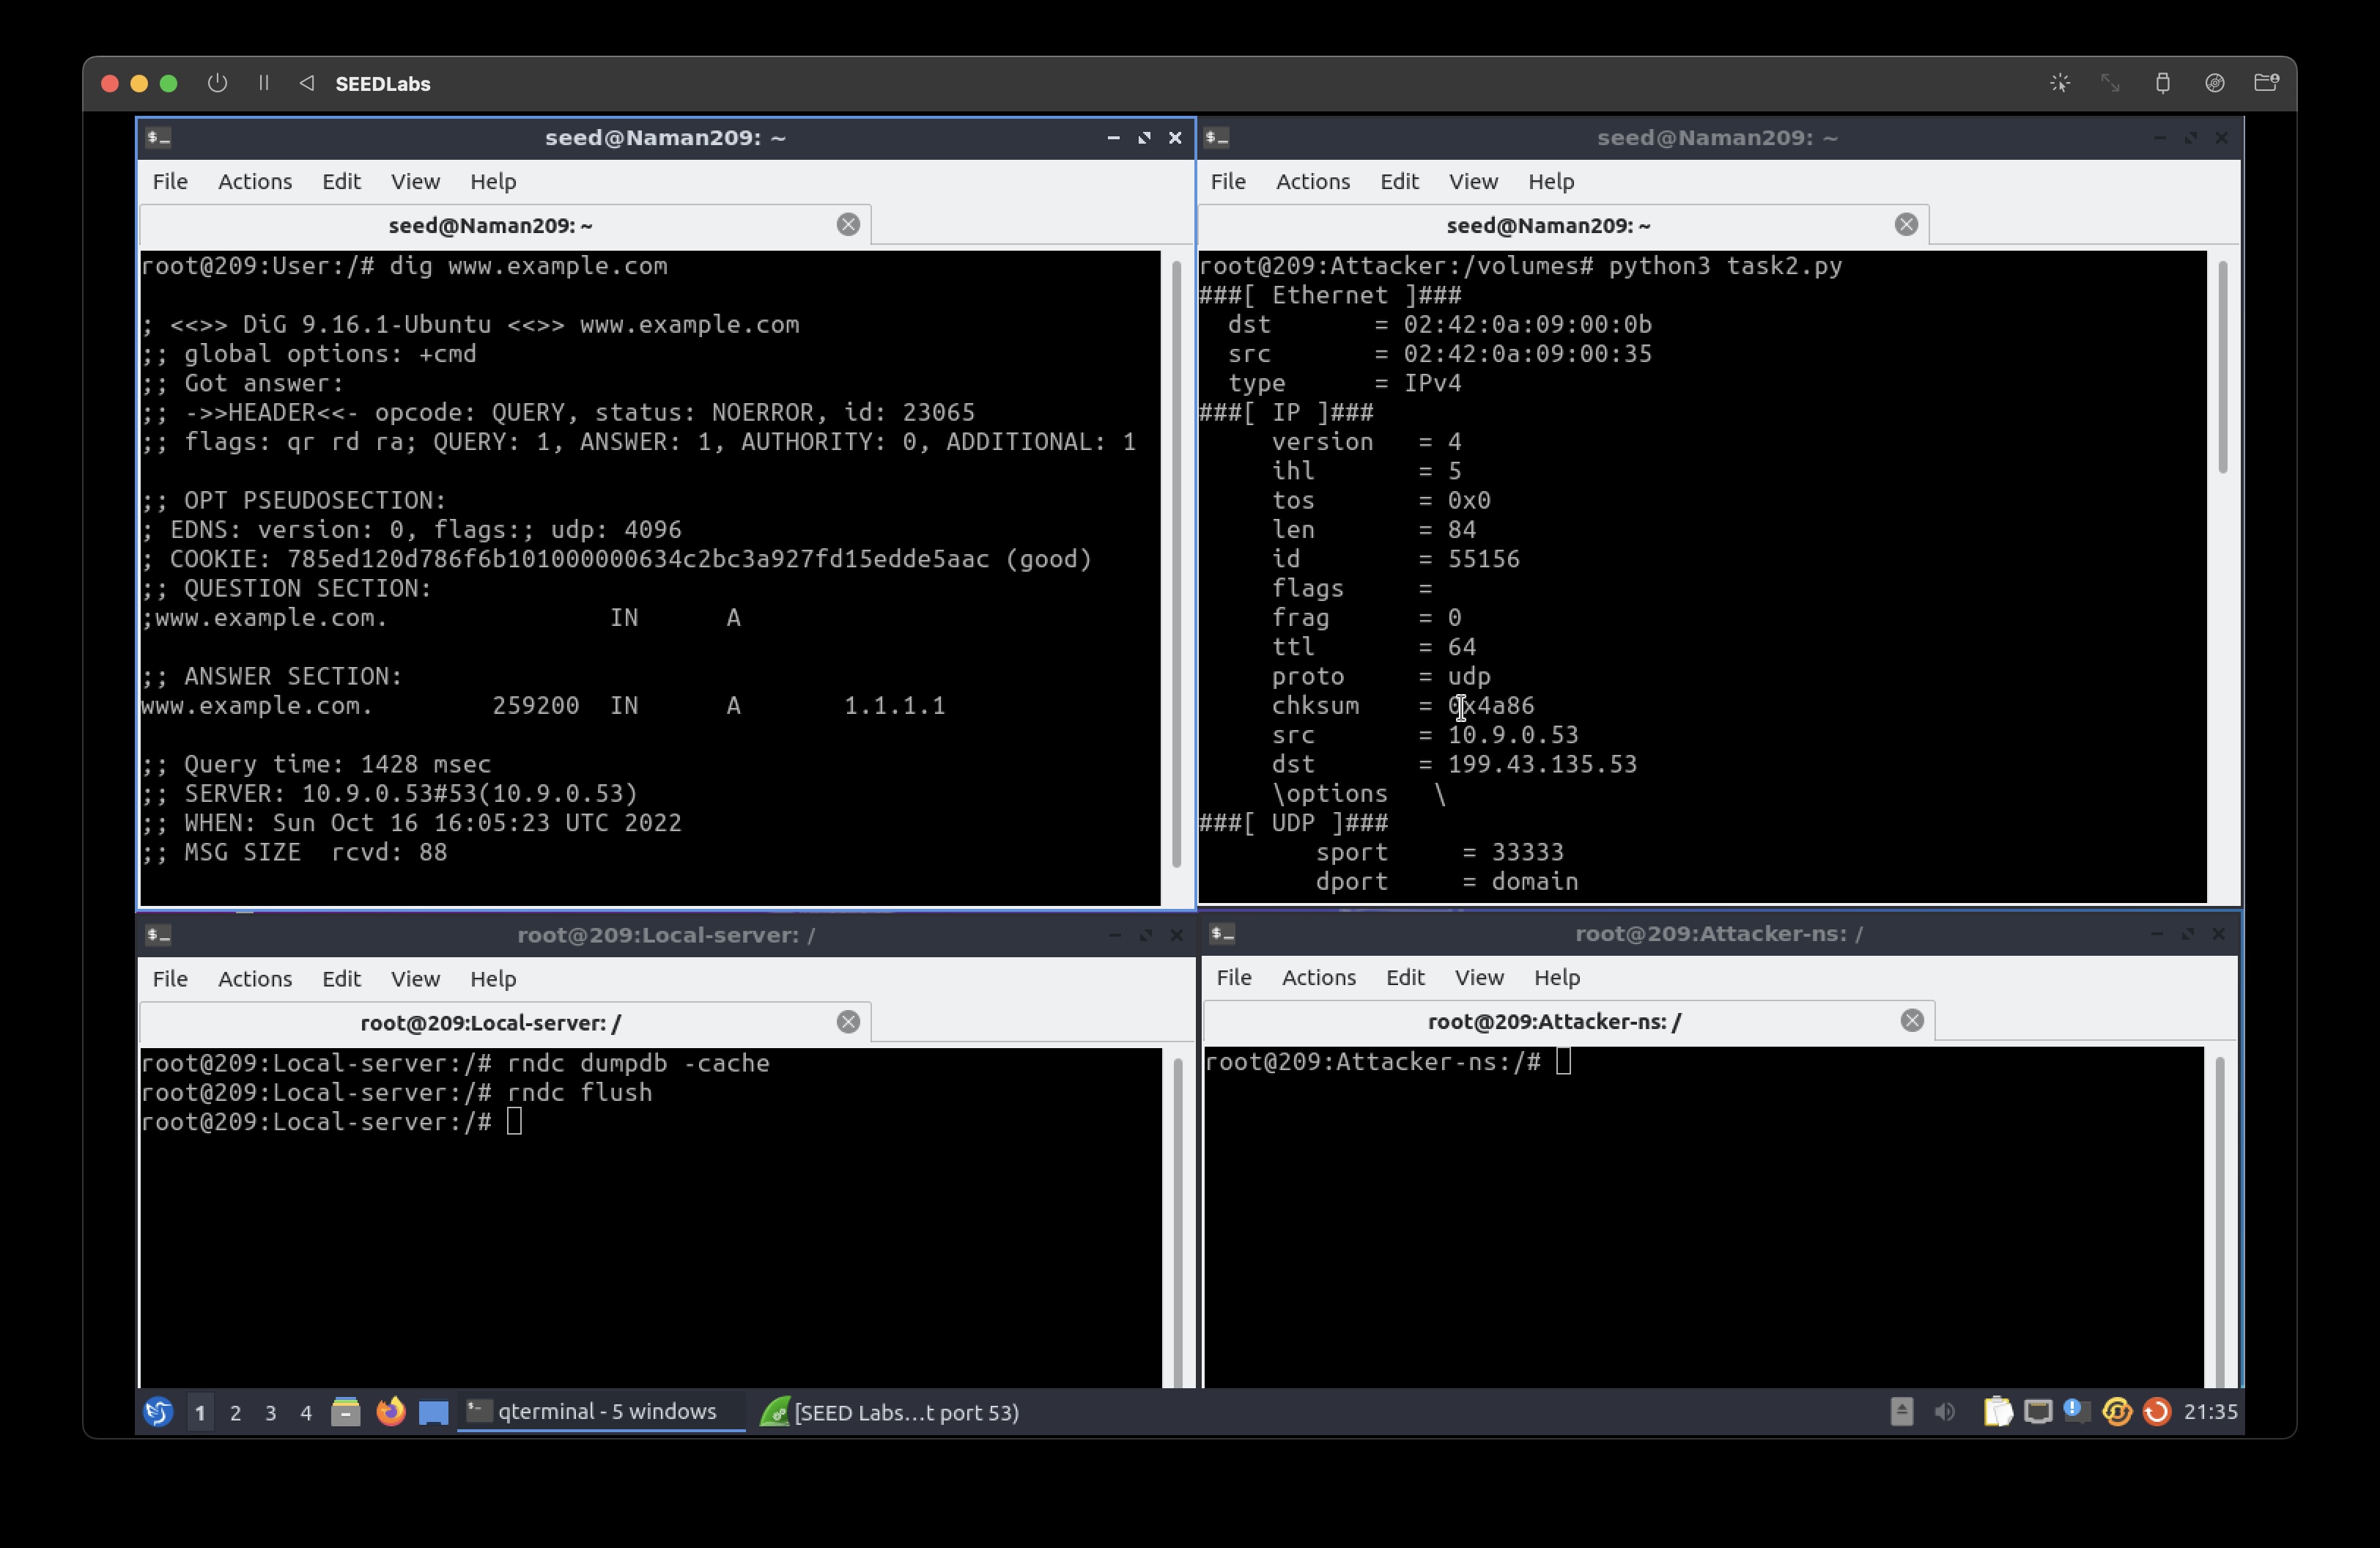 SEEDLabs
seed@Naman209: ~
File Actions Edit View Help
seed@Naman209: ~
root@209:User:/# dig www.example.com
; <<>> DiG 9.16.1-Ubuntu <<>> www.example.com
;; global options: +cmd
;; Got answer:
;; ->>HEADER<<- opcode: QUERY, status: NOERROR, id: 23065
;; flags: qr rd ra; QUERY: 1, ANSWER: 1, AUTHORITY: 0, ADDITIONAL: 1
;; OPT PSEUDOSECTION:
; EDNS: version: 0, flags:; udp: 4096
; COOKIE: 785ed120d786f6b101000000634c2bc3a927fd15edde5aac (good)
;; QUESTION SECTION:
;www.example.com. IN A
;; ANSWER SECTION:
www.example.com. 259200 IN A 1.1.1.1
;; Query time: 1428 msec
;; SERVER: 10.9.0.53#53(10.9.0.53)
;; WHEN: Sun Oct 16 16:05:23 UTC 2022
;; MSG SIZE rcvd: 88
seed@Naman209: ~
File Actions Edit View Help
seed@Naman209: ~
root@209:Attacker:/volumes# python3 task2.py
###[ Ethernet ]###
dst = 02:42:0a:09:00:0b
src = 02:42:0a:09:00:35
type = IPv4
###[ IP ]###
version = 4
ihl = 5
tos = 0x0
len = 84
id = 55156
flags =
frag = 0
ttl = 64
proto = udp
chksum = 0x4a86
src = 10.9.0.53
dst = 199.43.135.53
\options \
###[ UDP ]###
sport = 33333
dport = domain
root@209:Local-server: /
File Actions Edit View Help
root@209:Local-server: /
root@209:Local-server:/# rndc dumpdb -cache
root@209:Local-server:/# rndc flush
root@209:Local-server:/#
root@209:Attacker-ns: /
File Actions Edit View Help
root@209:Attacker-ns: /
root@209:Attacker-ns:/#
1 2 3 4 qterminal - 5 windows [SEED Labs...t port 53) 21:35